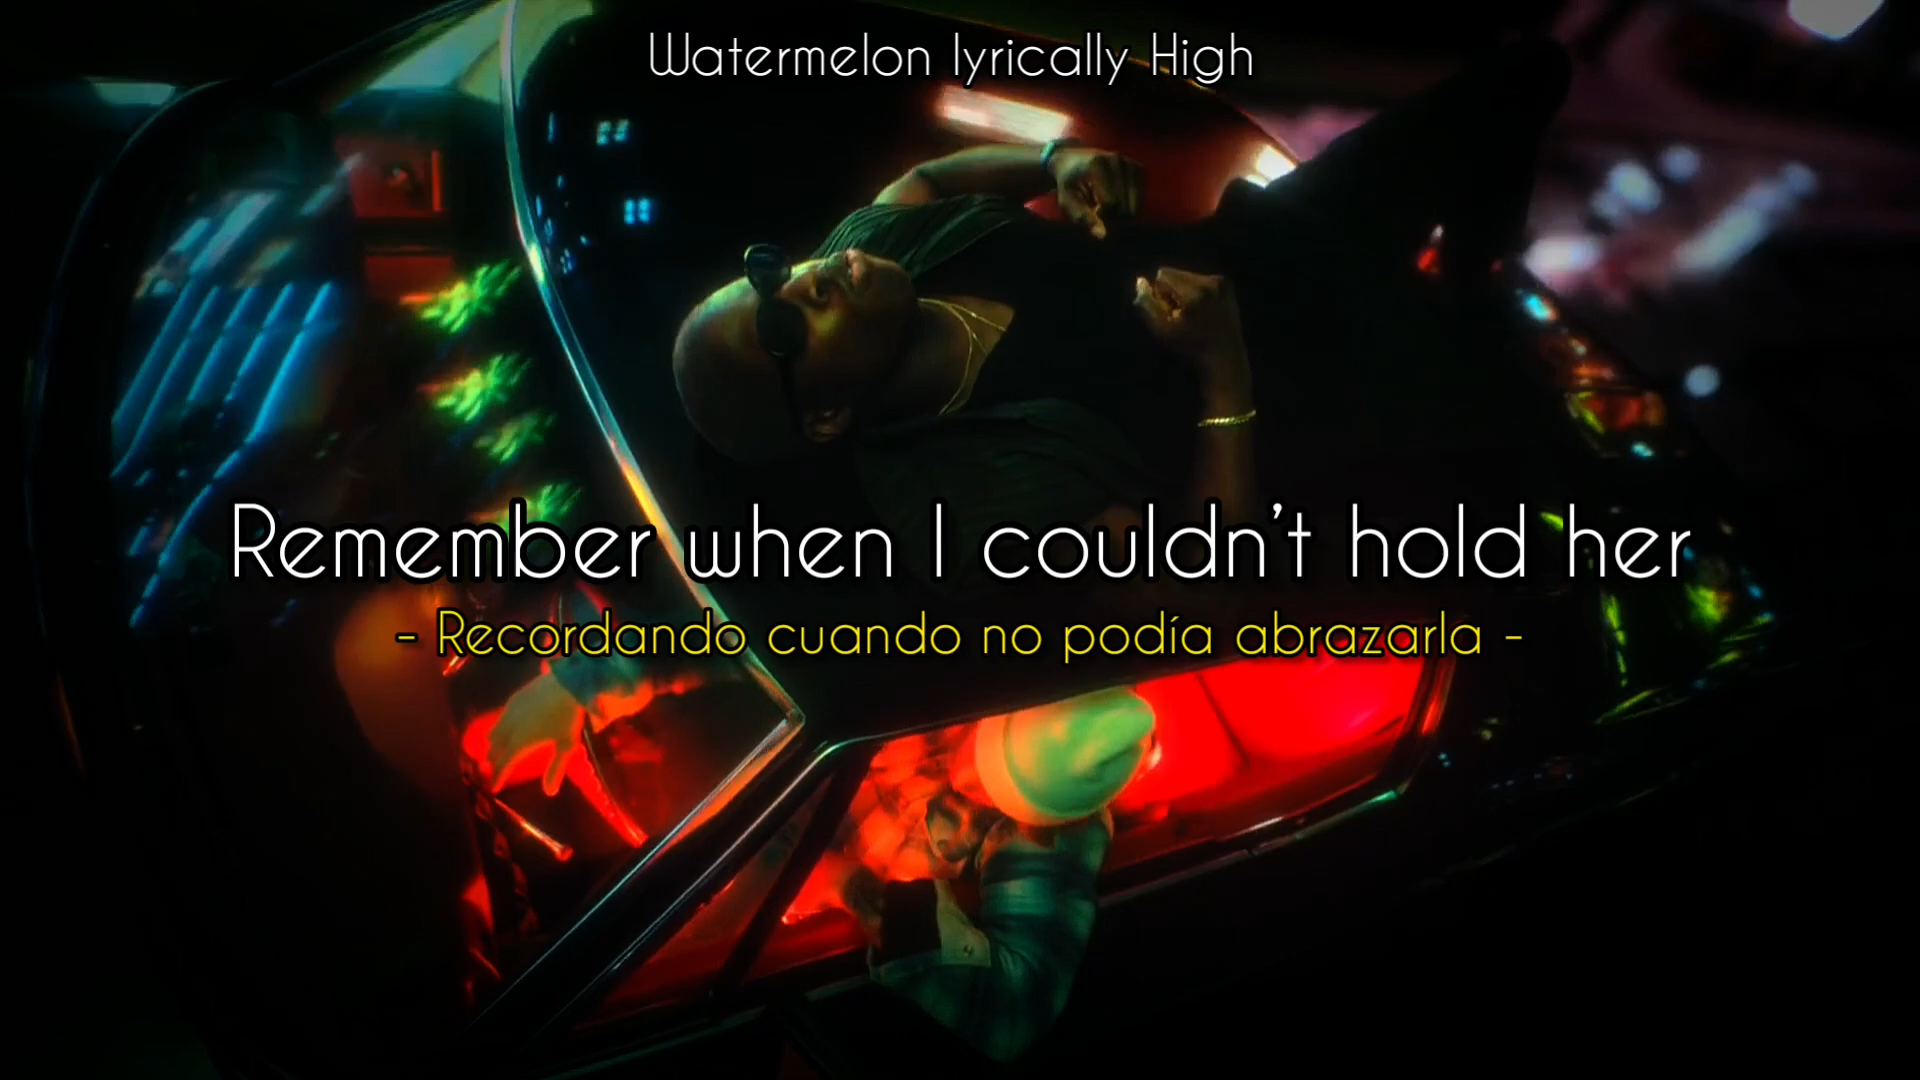 Watermelon lyrically High
Remember when I couldn't hold her
- Recordando cuando no podía abrazarla -